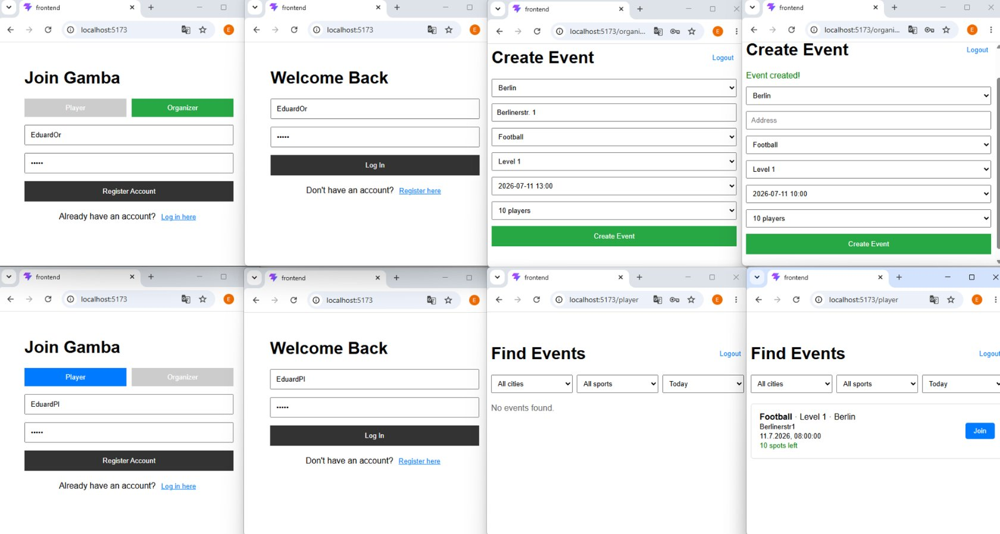 frontend
localhost:5173
E
Join Gamba
Player
Organizer
EduardOr
•••••
Register Account
Already have an account? Log in here
frontend
localhost:5173
E
Welcome Back
EduardOr
•••••
Log In
Don't have an account? Register here
frontend
localhost:5173/organi...
E
Create Event
Logout
Berlin
Berlinerstr. 1
Football
Level 1
2026-07-11 13:00
10 players
Create Event
frontend
localhost:5173/organi...
E
Create Event
Logout
Event created!
Berlin
Address
Football
Level 1
2026-07-11 10:00
10 players
Create Event
frontend
localhost:5173
E
Join Gamba
Player
Organizer
EduardPl
•••••
Register Account
Already have an account? Log in here
frontend
localhost:5173
E
Welcome Back
EduardPl
•••••
Log In
Don't have an account? Register here
frontend
localhost:5173/player
E
Find Events
Logout
All cities
All sports
Today
No events found.
frontend
localhost:5173/player
E
Find Events
Logout
All cities
All sports
Today
Football · Level 1 · Berlin
Berlinerstr1
11.7.2026, 08:00:00
10 spots left
Join